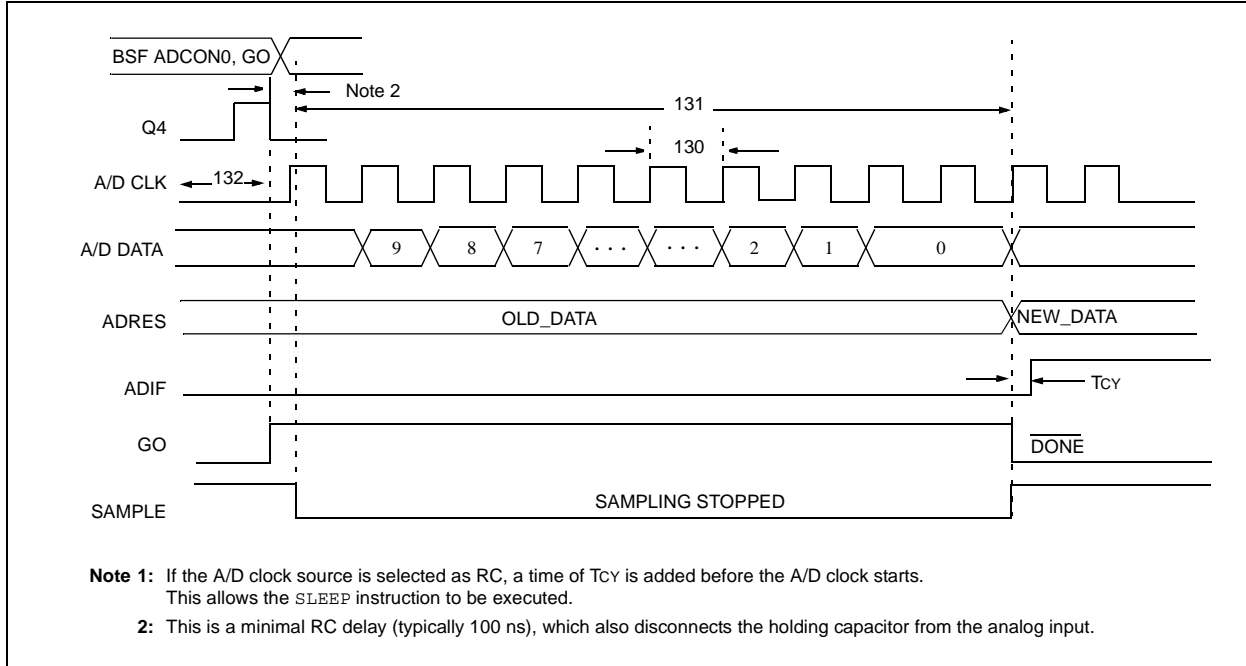 BSF ADCON0, GO
Note 2
131
Q4
130
A/D CLK
132
A/D DATA
9 8 7 · · · · · · 2 1 0
ADRES
OLD_DATA
NEW_DATA
ADIF
TCY
GO
DONE
SAMPLE
SAMPLING STOPPED
Note 1: If the A/D clock source is selected as RC, a time of TCY is added before the A/D clock starts.
This allows the SLEEP instruction to be executed.
2: This is a minimal RC delay (typically 100 ns), which also disconnects the holding capacitor from the analog input.